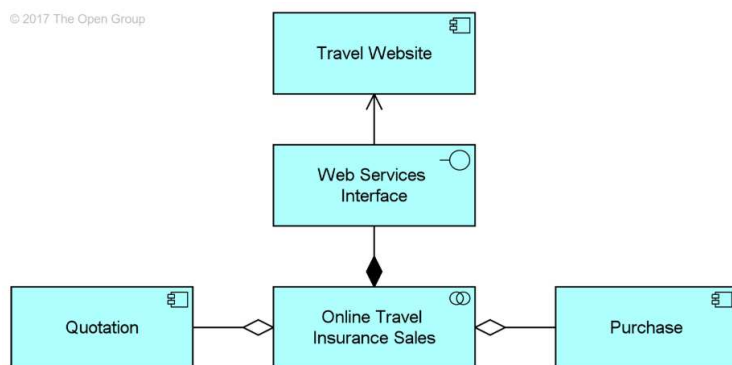 © 2017 The Open Group
Travel Website
Web Services
Interface
Quotation
Online Travel
Insurance Sales
Purchase